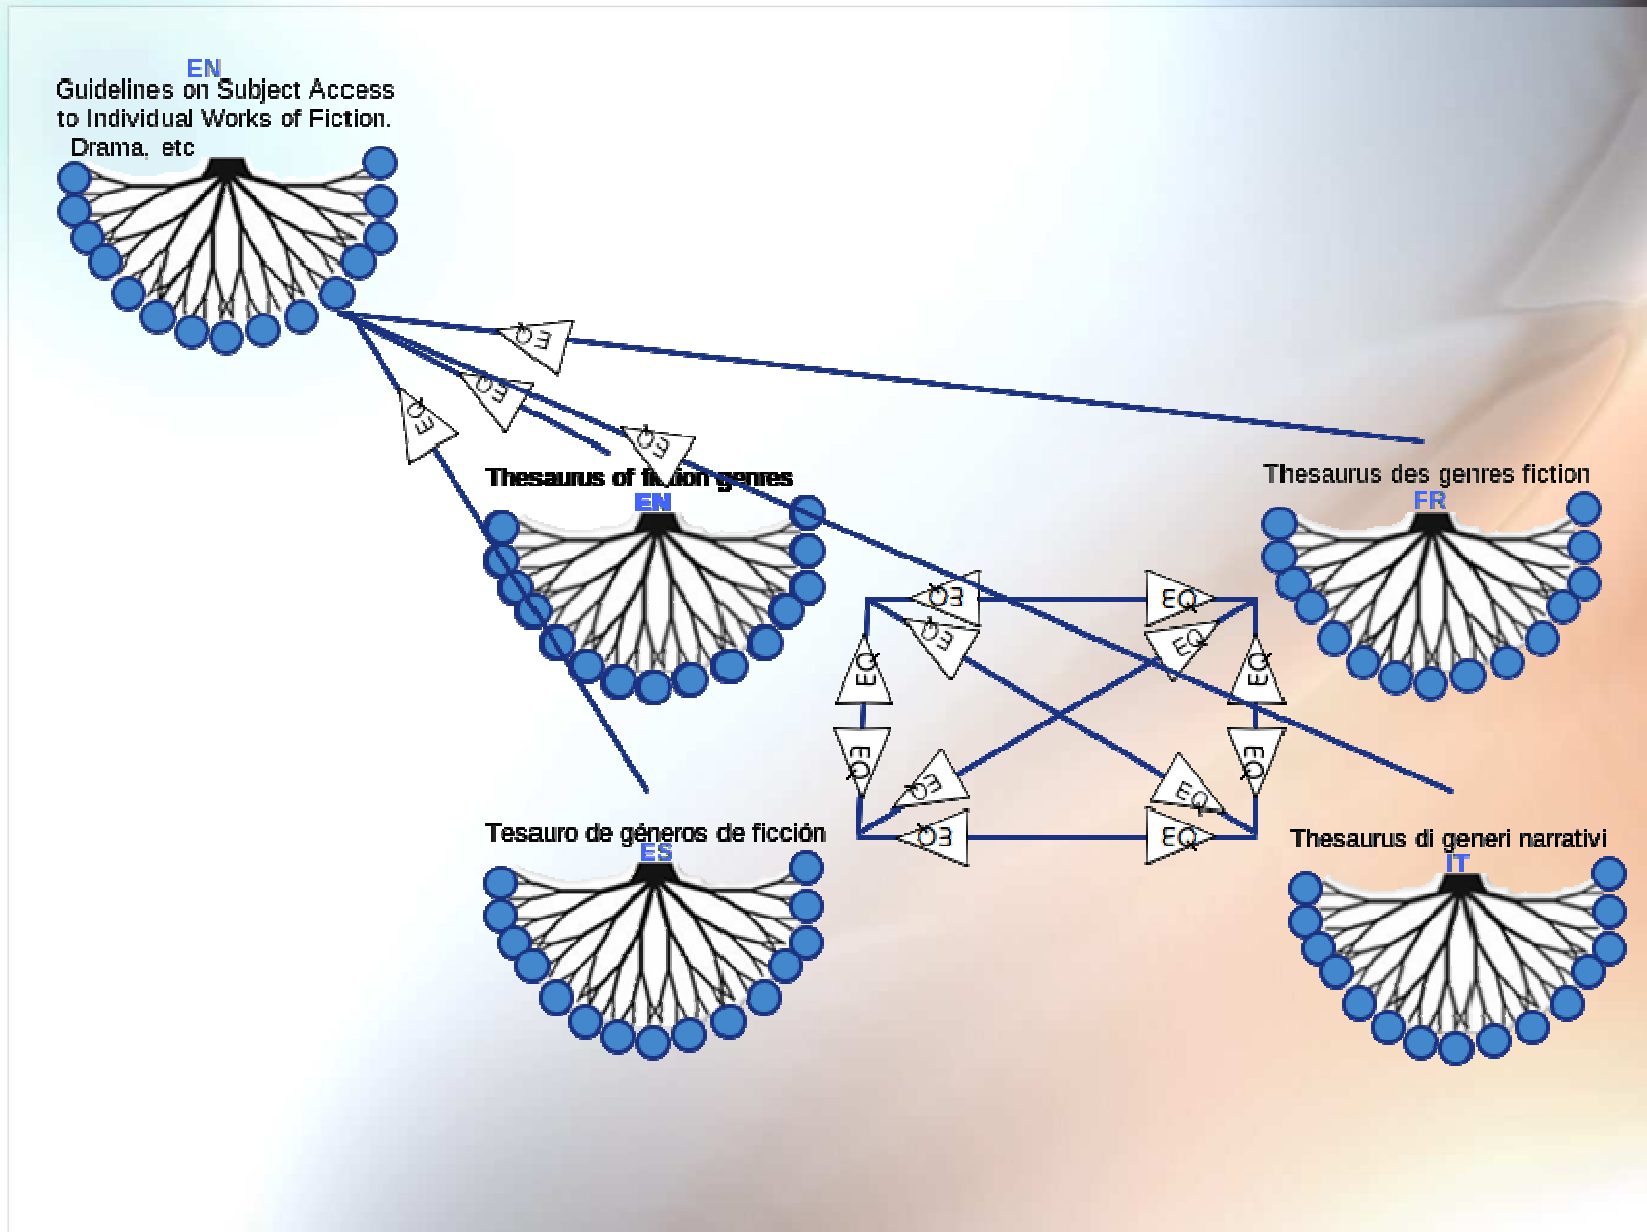 EN
Guidelines on Subject Access
to Individual Works of Fiction.
Drama, etc
EQ
EQ
EQ
EQ
Thesaurus of fiction genres
EN
Thesaurus des genres fiction
FR
EQ
EQ
EQ
EQ
EQ
EQ
EQ
EQ
EQ
EQ
EQ
EQ
Tesauro de géneros de ficción
ES
Thesaurus di generi narrativi
IT